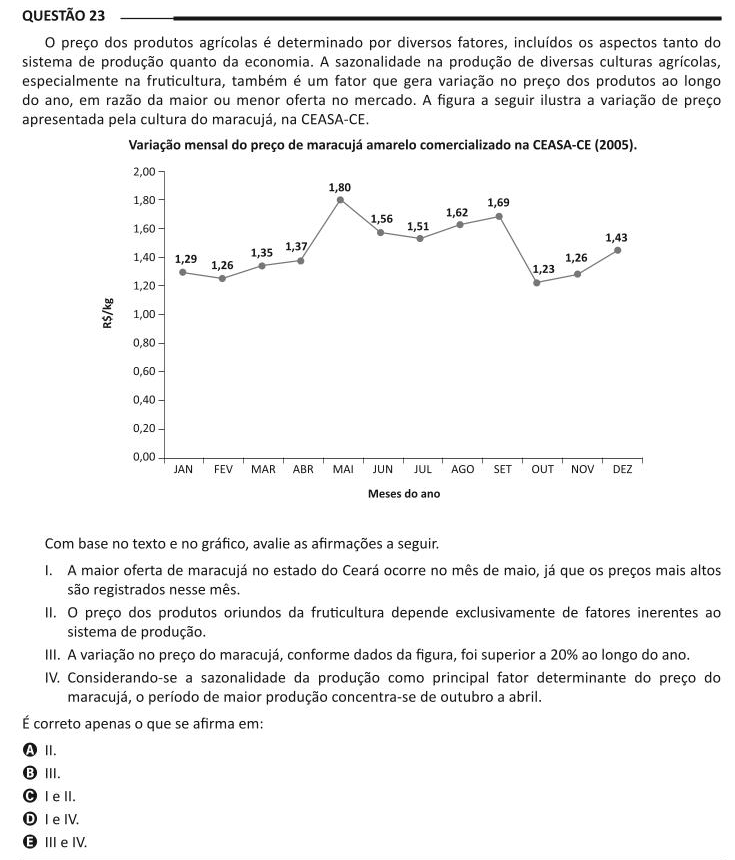 QUESTÃO 23
O preço dos produtos agrícolas é determinado por diversos fatores, incluídos os aspectos tanto do
sistema de produção quanto da economia. A sazonalidade na produção de diversas culturas agrícolas,
especialmente na fruticultura, também é um fator que gera variação no preço dos produtos ao longo
do ano, em razão da maior ou menor oferta no mercado. A figura a seguir ilustra a variação de preço
apresentada pela cultura do maracujá, na CEASA-CE.
Variação mensal do preço de maracujá amarelo comercializado na CEASA-CE (2005).
2,00
1,80
1,60
1,40
1,20
1,00
0,80
0,60
0,40
0,20
0,00
R$/kg
1,29
1,26
1,35
1,37
1,80
1,56
1,51
1,62
1,69
1,23
1,26
1,43
JAN FEV MAR ABR MAI JUN JUL AGO SET OUT NOV DEZ
Meses do ano
Com base no texto e no gráfico, avalie as afirmações a seguir.
I. A maior oferta de maracujá no estado do Ceará ocorre no mês de maio, já que os preços mais altos
são registrados nesse mês.
II. O preço dos produtos oriundos da fruticultura depende exclusivamente de fatores inerentes ao
sistema de produção.
III. A variação no preço do maracujá, conforme dados da figura, foi superior a 20% ao longo do ano.
IV. Considerando-se a sazonalidade da produção como principal fator determinante do preço do
maracujá, o período de maior produção concentra-se de outubro a abril.
É correto apenas o que se afirma em:
A II.
B III.
C I e II.
D I e IV.
E III e IV.